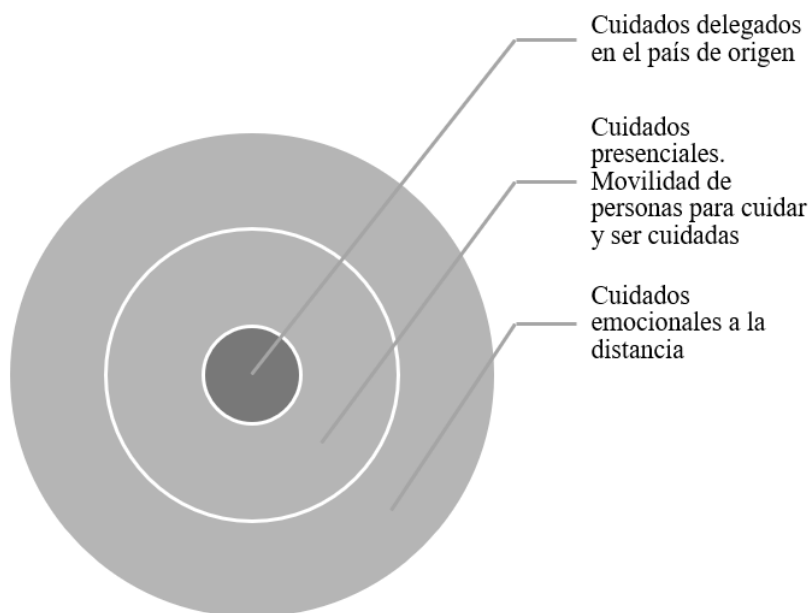 Cuidados delegados
en el país de origen
Cuidados
presenciales.
Movilidad de
personas para cuidar
y ser cuidadas
Cuidados
emocionales a la
distancia